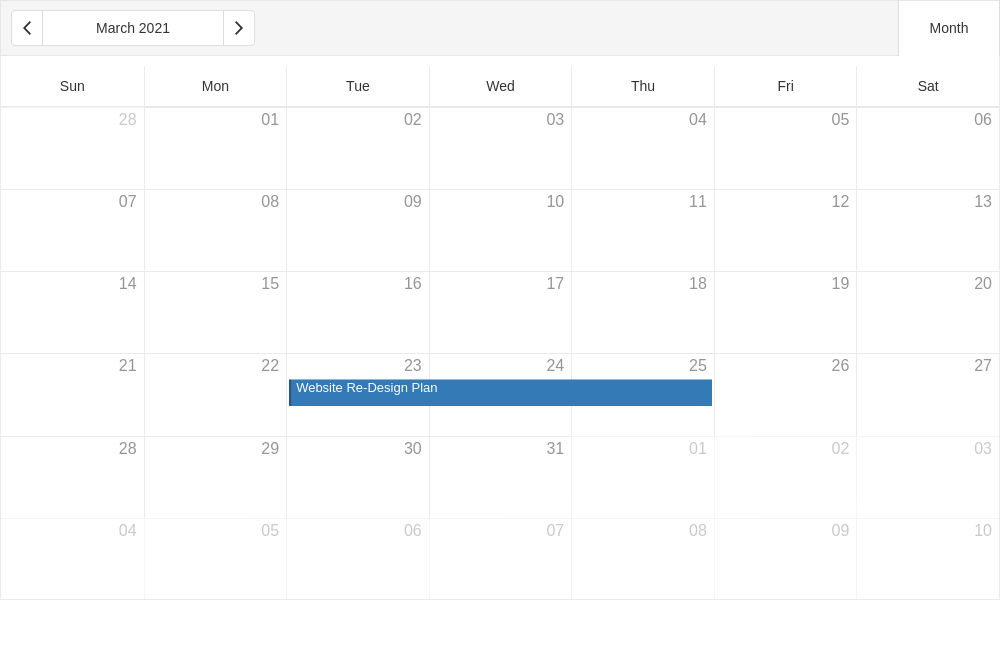 March 2021
Month
Sun Mon Tue Wed Thu Fri Sat
28 01 02 03 04 05 06
07 08 09 10 11 12 13
14 15 16 17 18 19 20
21 22 23 24 25 26 27
Website Re-Design Plan
28 29 30 31 01 02 03
04 05 06 07 08 09 10